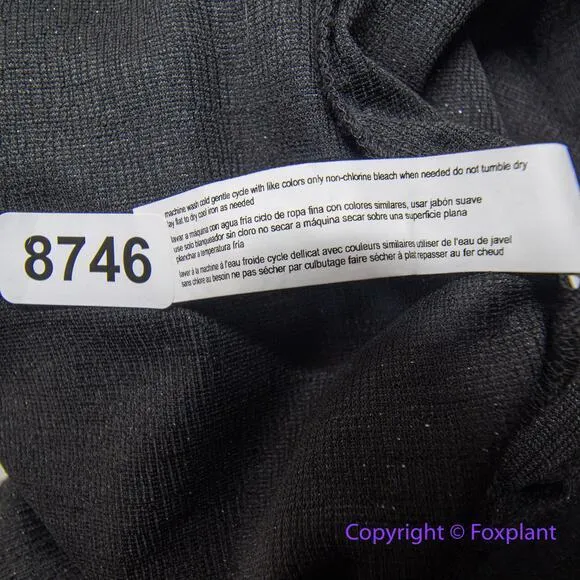 machine wash cold gentle cycle with like colors only non-chlorine bleach when needed do not tumble dry
lay flat to dry cool iron as needed
lavar a máquina con agua fría ciclo de ropa fina con colores similares, usar jabón suave
use solo blanqueador sin cloro no secar a máquina secar sobre una superficie plana
planchar a temperatura fría
laver à la machine à l'eau froide cycle dellicat avec couleurs similaires utiliser de l'eau de javel
sans chlore au besoin ne pas sécher par culbutage faire sécher à plat repasser au fer cheud
8746
Copyright © Foxplant